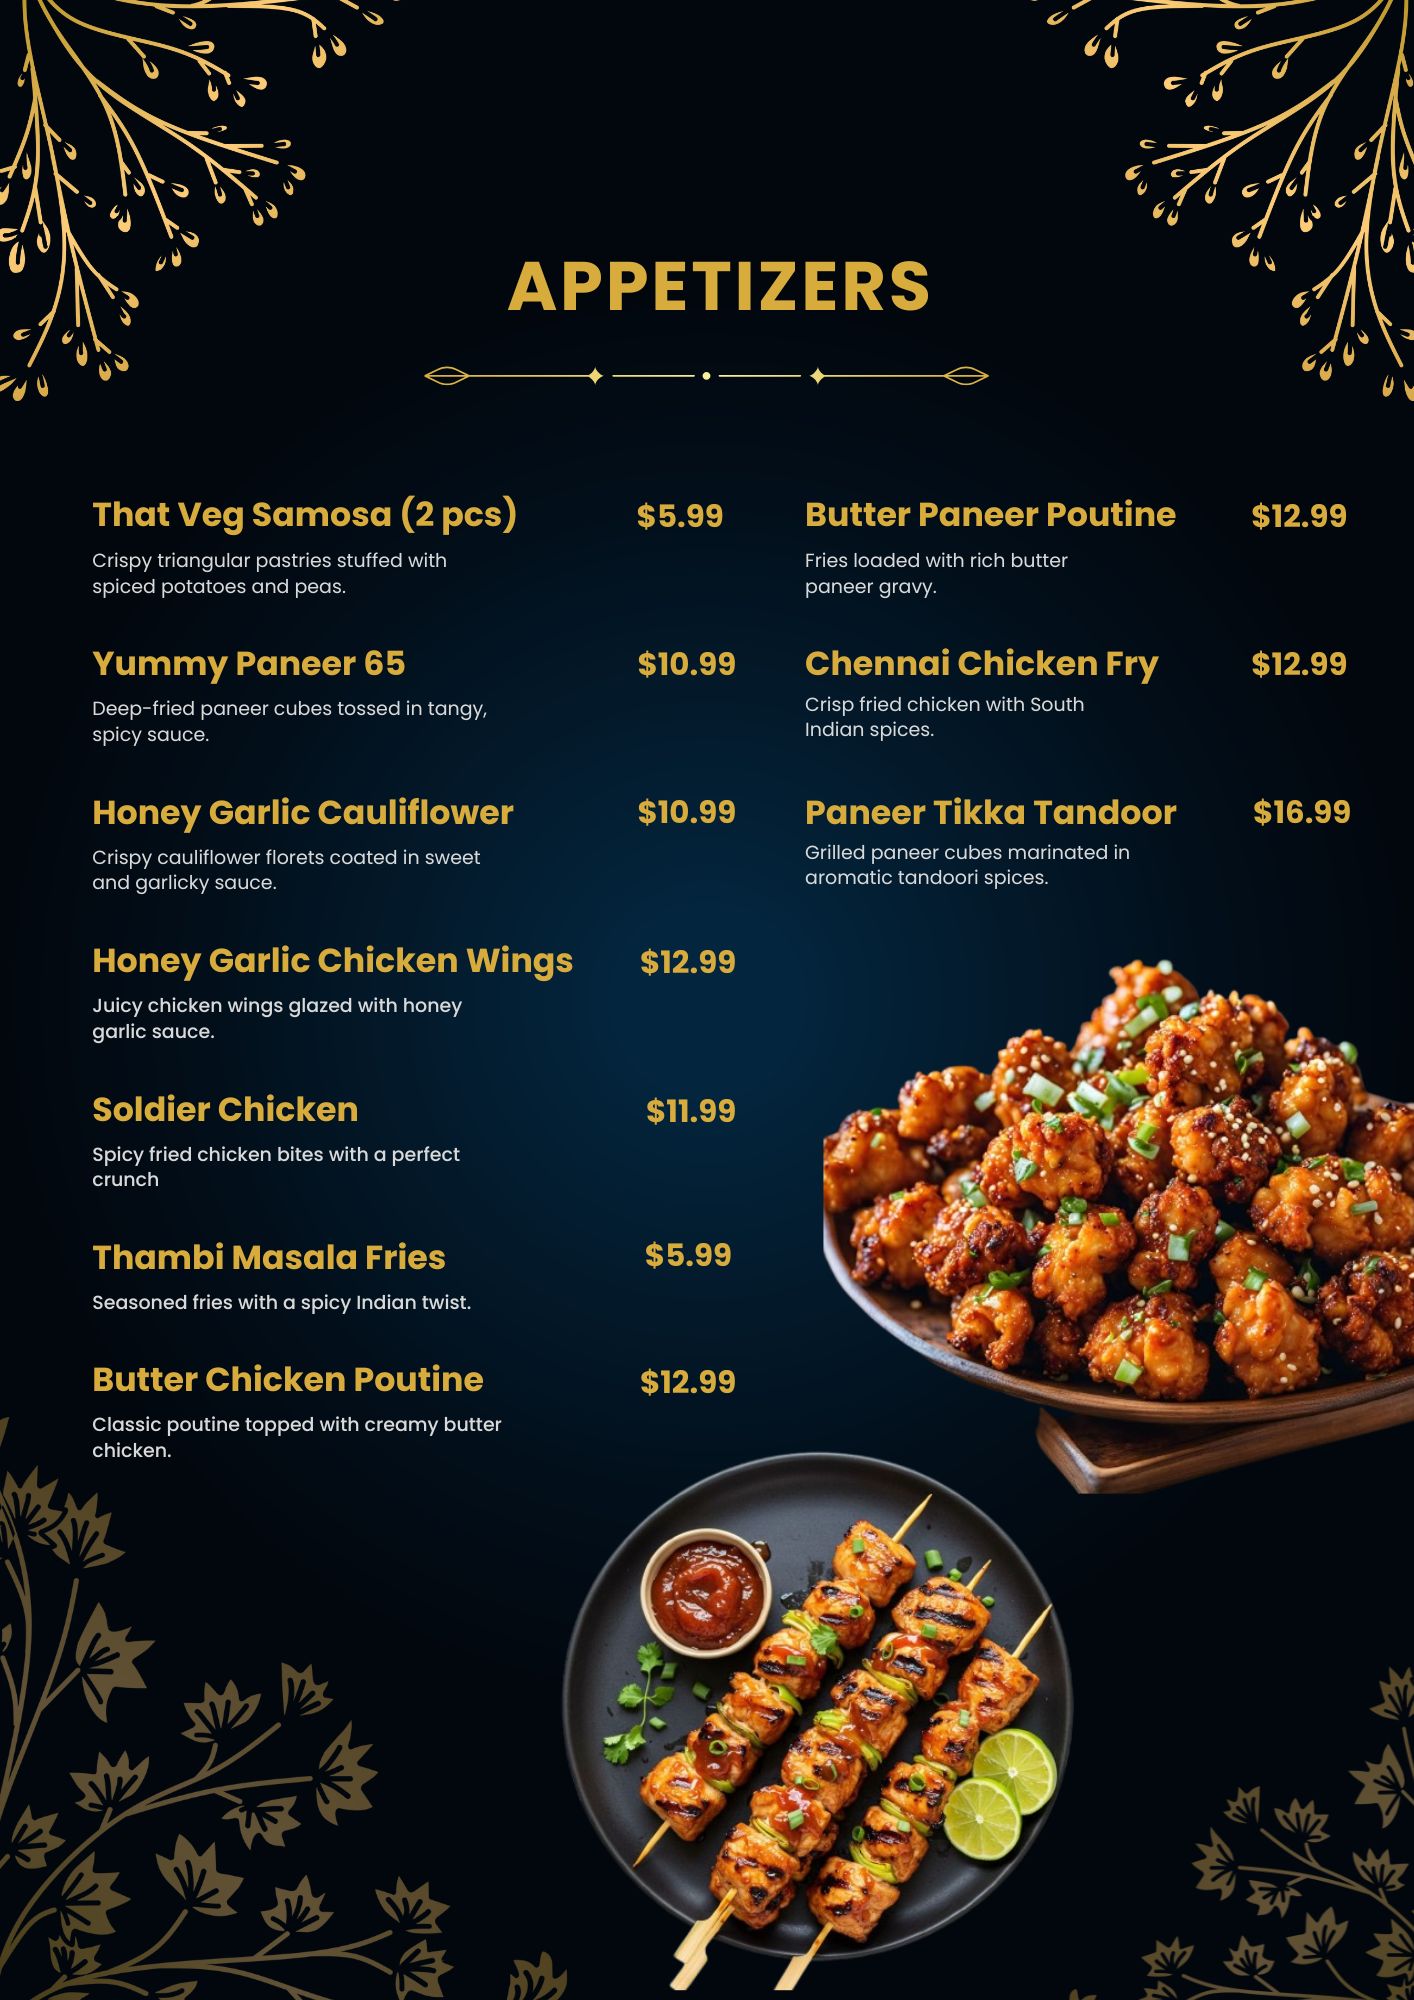 APPETIZERS
That Veg Samosa (2 pcs) $5.99
Crispy triangular pastries stuffed with
spiced potatoes and peas.
Yummy Paneer 65 $10.99
Deep-fried paneer cubes tossed in tangy,
spicy sauce.
Honey Garlic Cauliflower $10.99
Crispy cauliflower florets coated in sweet
and garlicky sauce.
Honey Garlic Chicken Wings $12.99
Juicy chicken wings glazed with honey
garlic sauce.
Soldier Chicken $11.99
Spicy fried chicken bites with a perfect
crunch
Thambi Masala Fries $5.99
Seasoned fries with a spicy Indian twist.
Butter Chicken Poutine $12.99
Classic poutine topped with creamy butter
chicken.
Butter Paneer Poutine $12.99
Fries loaded with rich butter
paneer gravy.
Chennai Chicken Fry $12.99
Crisp fried chicken with South
Indian spices.
Paneer Tikka Tandoor $16.99
Grilled paneer cubes marinated in
aromatic tandoori spices.